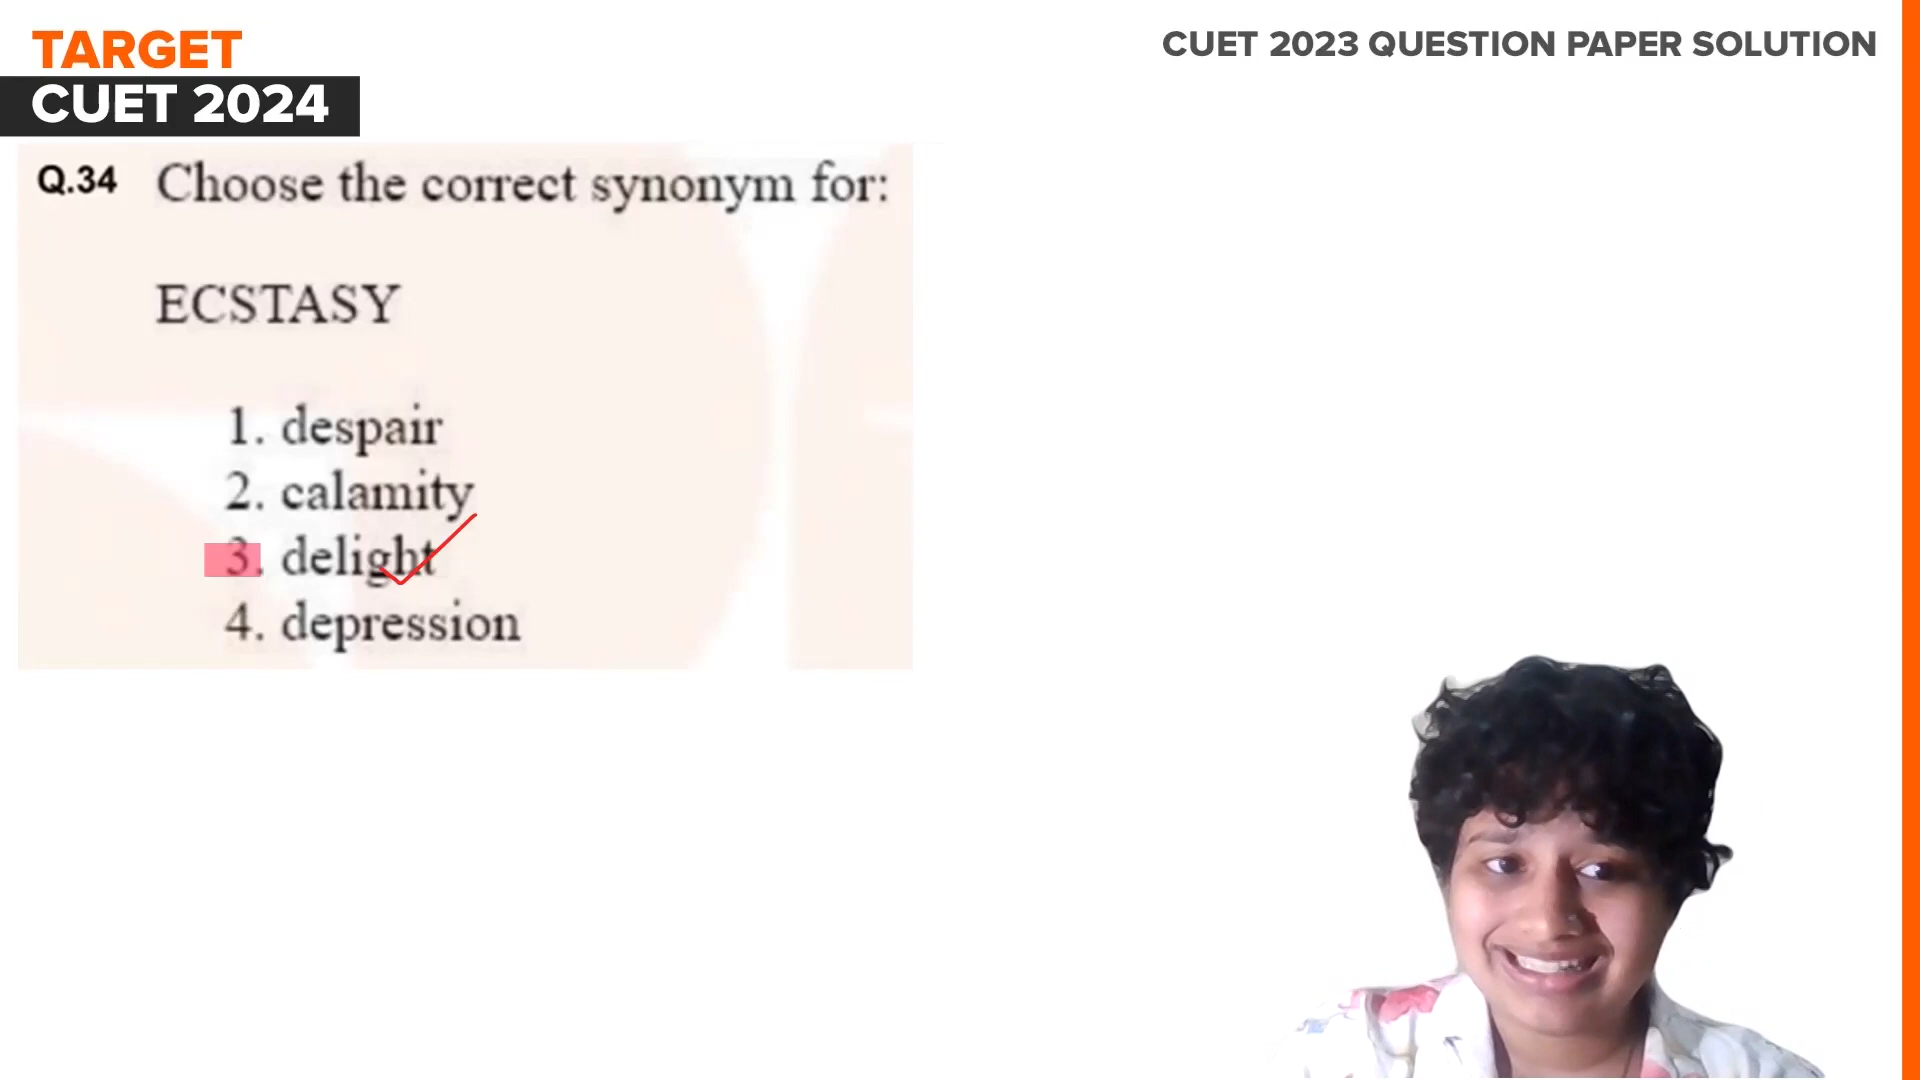 TARGET
CUET 2024
CUET 2023 QUESTION PAPER SOLUTION
Q.34 Choose the correct synonym for:
ECSTASY
1. despair
2. calamity
3. delight
4. depression